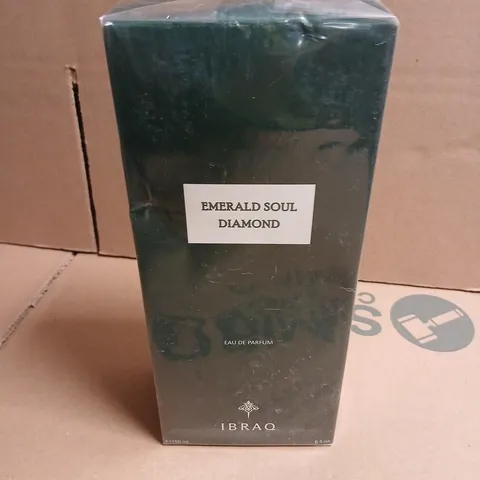 EMERALD SOUL
DIAMOND
EAU DE PARFUM
IBRAQ